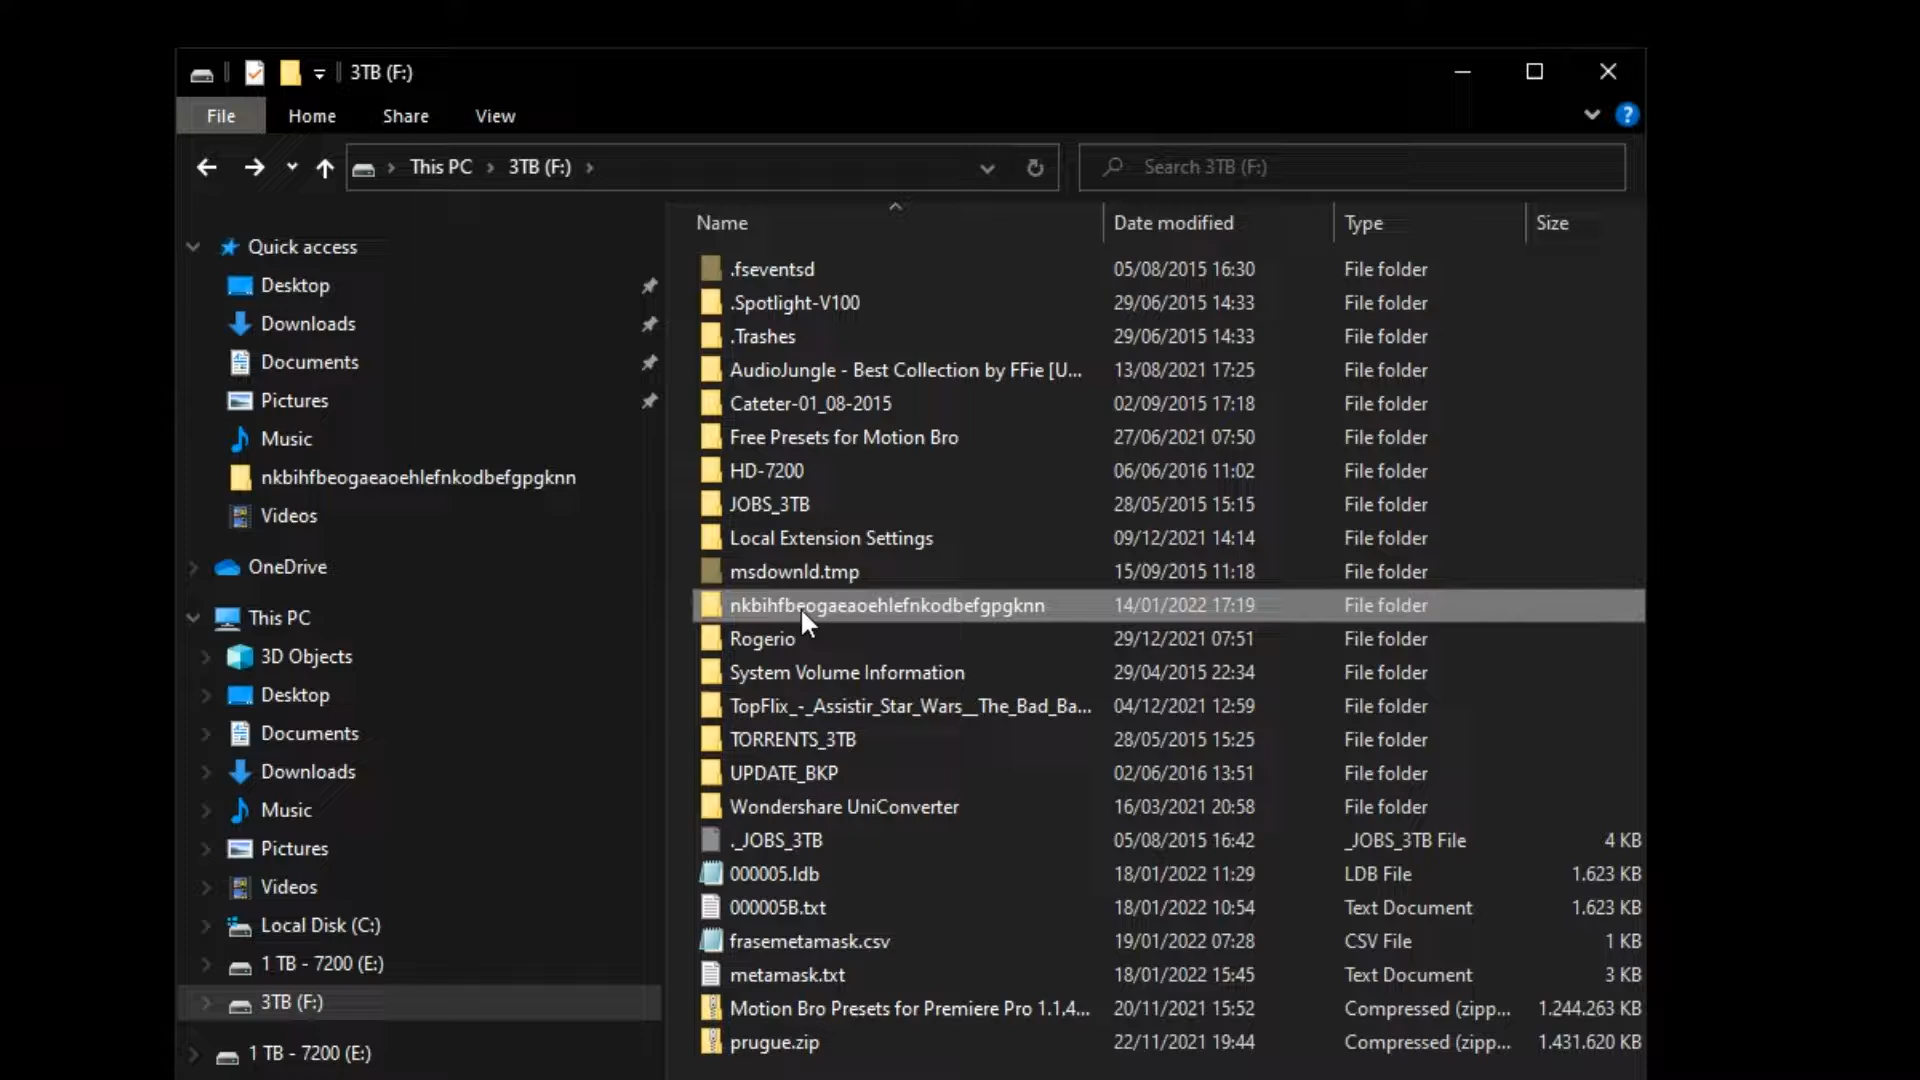 3TB (F:)
File Home Share View
This PC 3TB (F:) Search 3TB (F:)
Name Date modified Type Size
Quick access
Desktop
Downloads
Documents
Pictures
Music
nkbihfbeogaeaoehlefnkodbefgpgknn
Videos
OneDrive
This PC
3D Objects
Desktop
Documents
Downloads
Music
Pictures
Videos
Local Disk (C:)
1 TB - 7200 (E:)
3TB (F:)
1 TB - 7200 (E:)
.fseventsd 05/08/2015 16:30 File folder
.Spotlight-V100 29/06/2015 14:33 File folder
.Trashes 29/06/2015 14:33 File folder
AudioJungle - Best Collection by FFie [U... 13/08/2021 17:25 File folder
Cateter-01_08-2015 02/09/2015 17:18 File folder
Free Presets for Motion Bro 27/06/2021 07:50 File folder
HD-7200 06/06/2016 11:02 File folder
JOBS_3TB 28/05/2015 15:15 File folder
Local Extension Settings 09/12/2021 14:14 File folder
msdownld.tmp 15/09/2015 11:18 File folder
nkbihfbeogaeaoehlefnkodbefgpgknn 14/01/2022 17:19 File folder
Rogerio 29/12/2021 07:51 File folder
System Volume Information 29/04/2015 22:34 File folder
TopFlix_-_Assistir_Star_Wars__The_Bad_Ba... 04/12/2021 12:59 File folder
TORRENTS_3TB 28/05/2015 15:25 File folder
UPDATE_BKP 02/06/2016 13:51 File folder
Wondershare UniConverter 16/03/2021 20:58 File folder
._JOBS_3TB 05/08/2015 16:42 _JOBS_3TB File 4 KB
000005.ldb 18/01/2022 11:29 LDB File 1.623 KB
000005B.txt 18/01/2022 10:54 Text Document 1.623 KB
frasemetamask.csv 19/01/2022 07:28 CSV File 1 KB
metamask.txt 18/01/2022 15:45 Text Document 3 KB
Motion Bro Presets for Premiere Pro 1.1.4... 20/11/2021 15:52 Compressed (zipp... 1.244.263 KB
prugue.zip 22/11/2021 19:44 Compressed (zipp... 1.431.620 KB